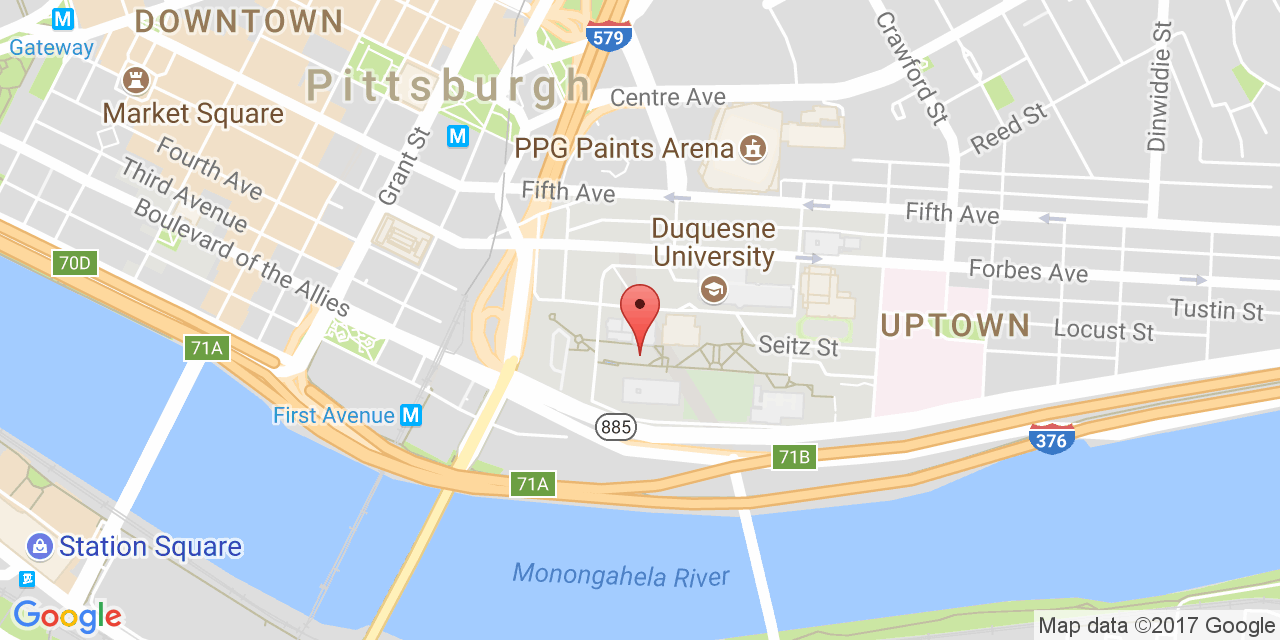 DOWNTOWN
M
Gateway
579
Pittsburgh
Centre Ave
Crawford St
Dinwiddie St
Market Square
Reed St
M
PPG Paints Arena
Fourth Ave
Third Avenue
Boulevard of the Allies
Grant St
Fifth Ave
Fifth Ave
Duquesne
University
70D
Forbes Ave
Tustin St
UPTOWN
Locust St
Seitz St
71A
First Avenue M
885
71B
376
71A
Station Square
Monongahela River
Google
Map data ©2017 Google